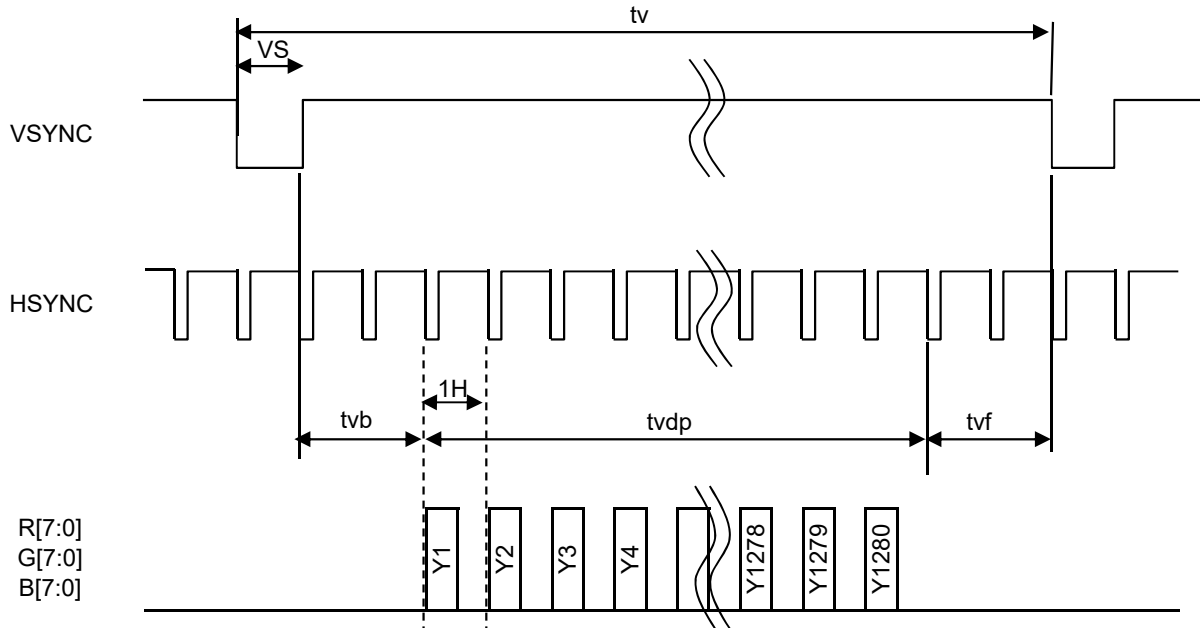 tv
VS
VSYNC
HSYNC
1H
tvb
tvdp
tvf
R[7:0]
G[7:0]
B[7:0]
Y1
Y2
Y3
Y4
Y1278
Y1279
Y1280